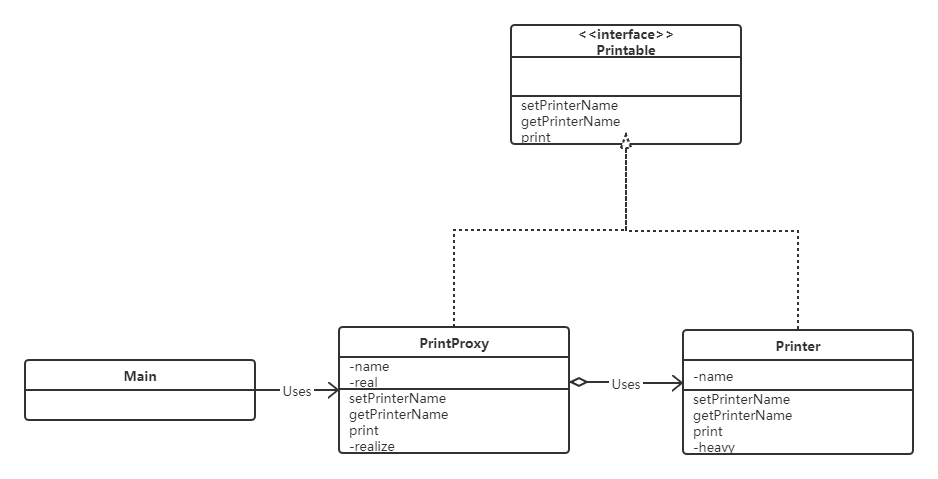 <<interface>>
Printable
setPrinterName
getPrinterName
print
Main
Uses
PrintProxy
-name
-real
setPrinterName
getPrinterName
print
-realize
Uses
Printer
-name
setPrinterName
getPrinterName
print
-heavy